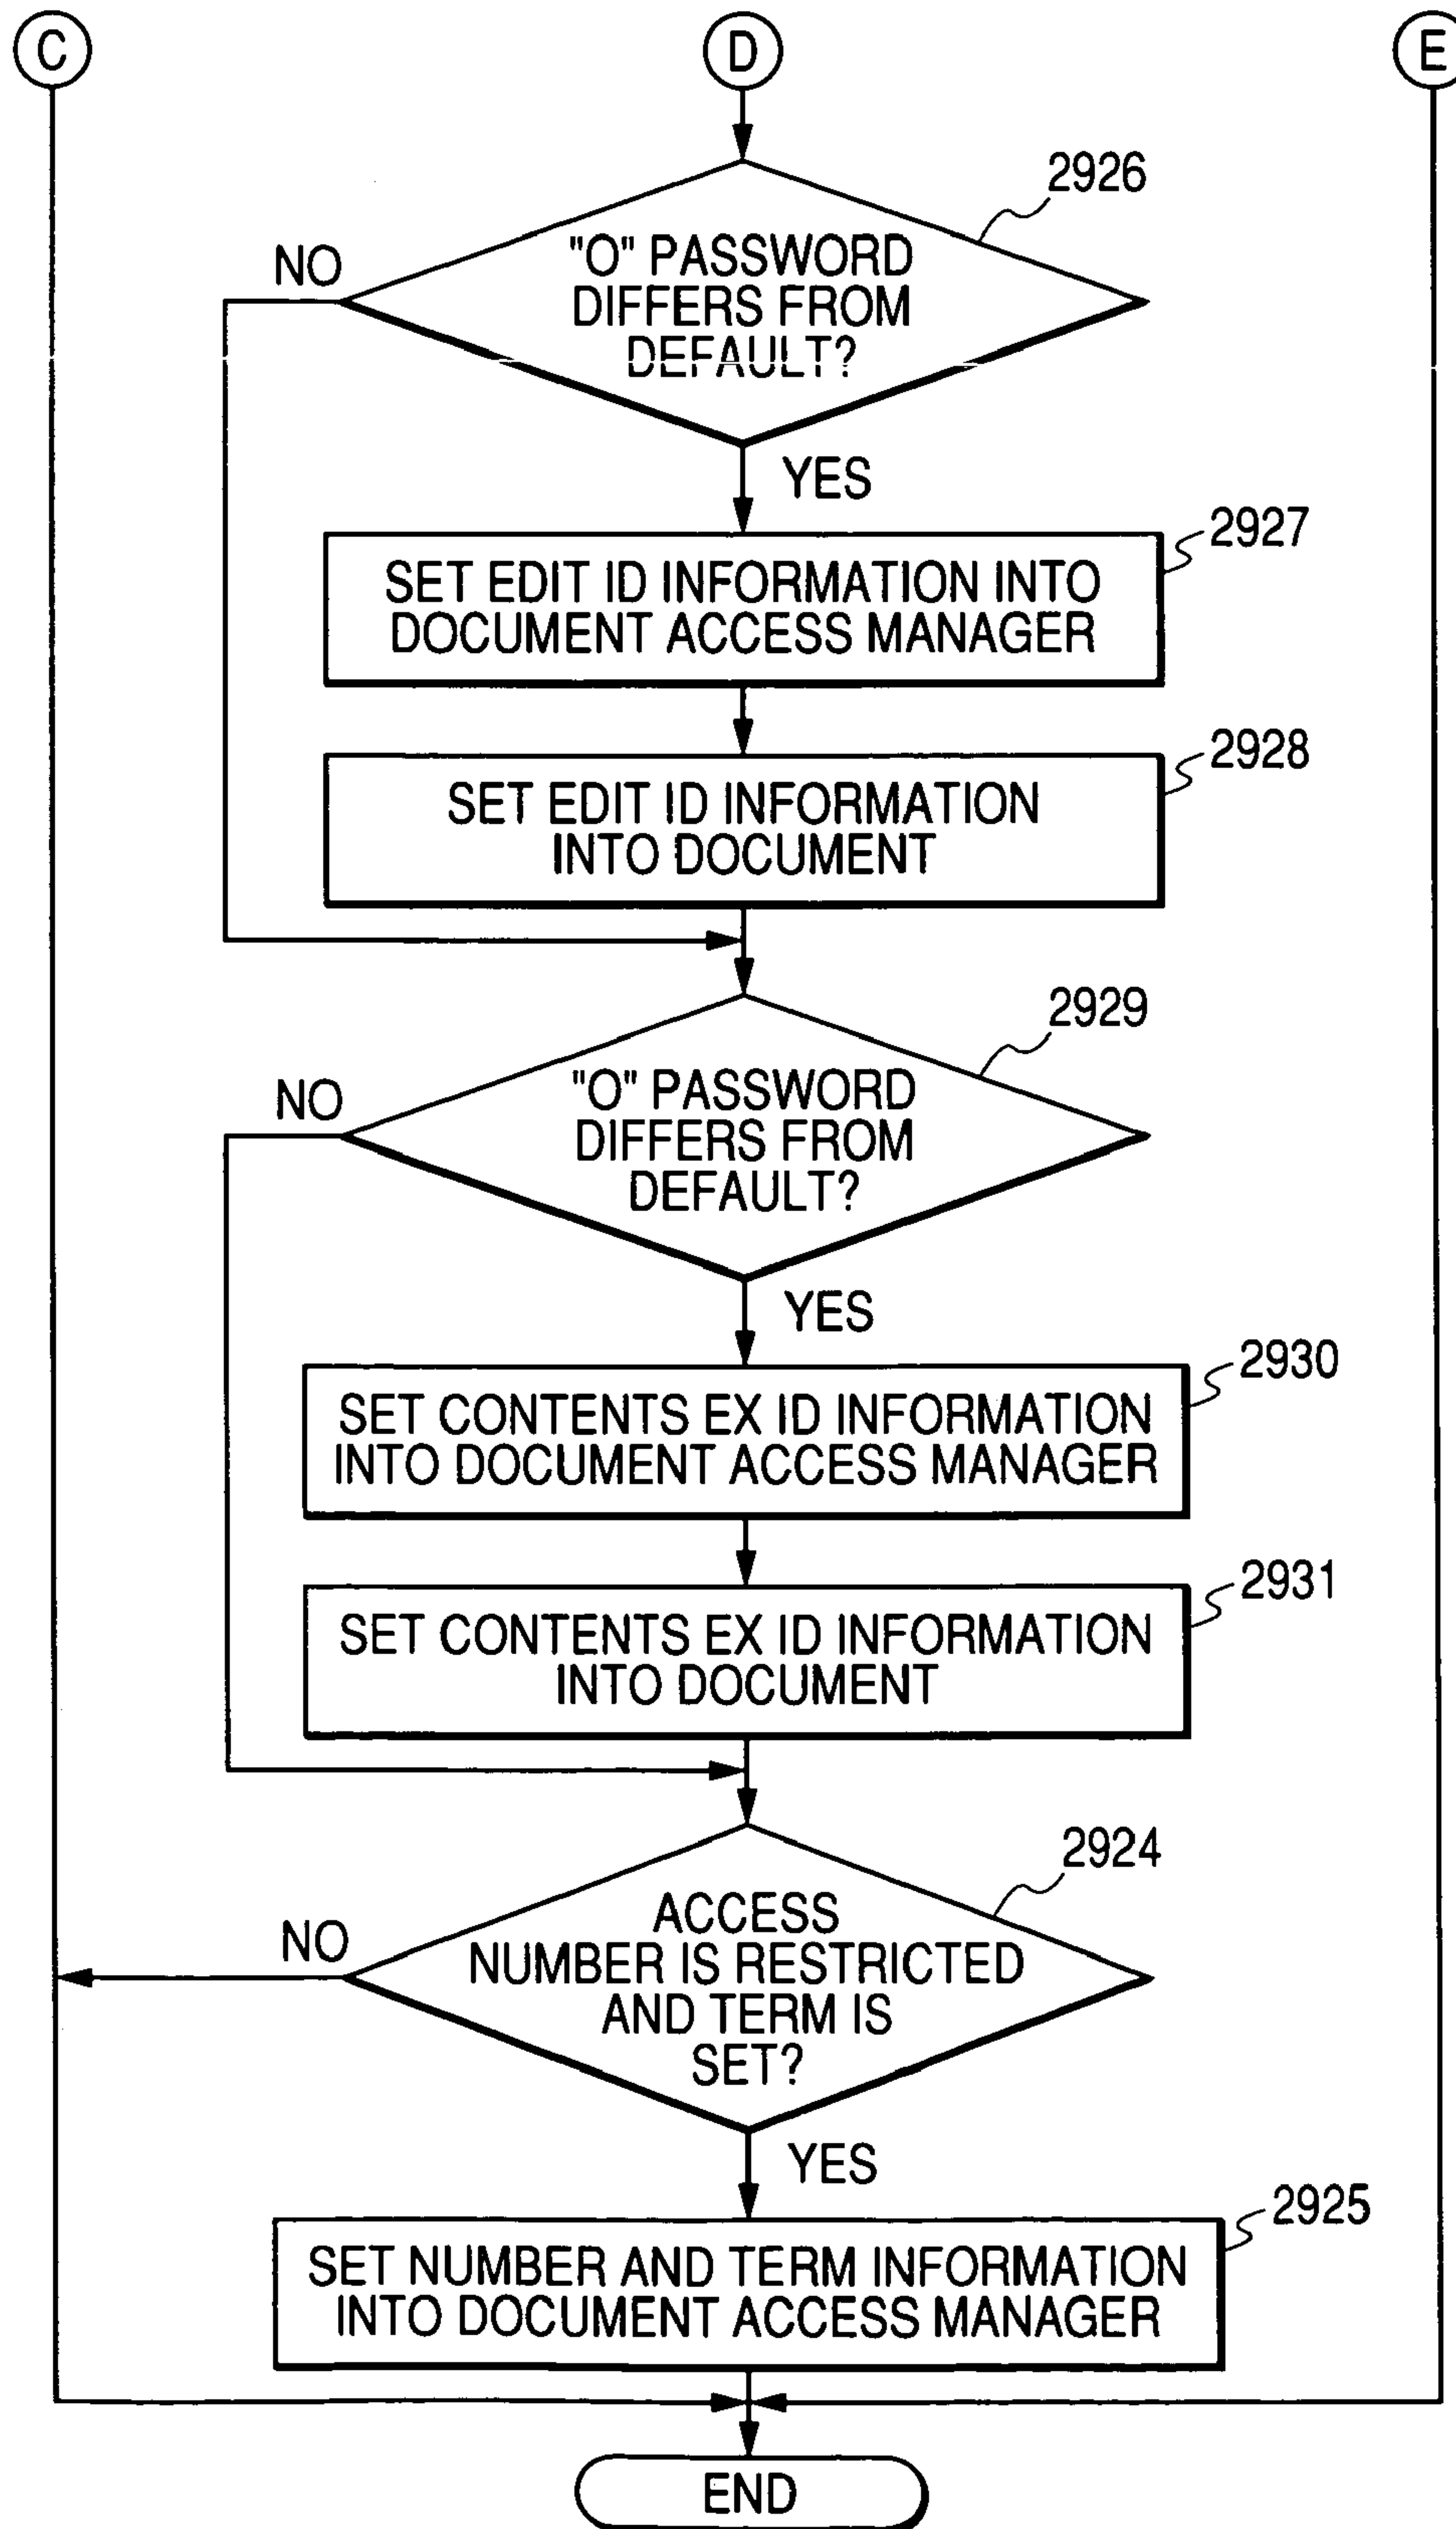 C
D
E
2926
"O" PASSWORD
DIFFERS FROM
DEFAULT?
NO
YES
2927
SET EDIT ID INFORMATION INTO
DOCUMENT ACCESS MANAGER
2928
SET EDIT ID INFORMATION
INTO DOCUMENT
2929
"O" PASSWORD
DIFFERS FROM
DEFAULT?
NO
YES
2930
SET CONTENTS EX ID INFORMATION
INTO DOCUMENT ACCESS MANAGER
2931
SET CONTENTS EX ID INFORMATION
INTO DOCUMENT
2924
ACCESS
NUMBER IS RESTRICTED
AND TERM IS
SET?
NO
YES
2925
SET NUMBER AND TERM INFORMATION
INTO DOCUMENT ACCESS MANAGER
END